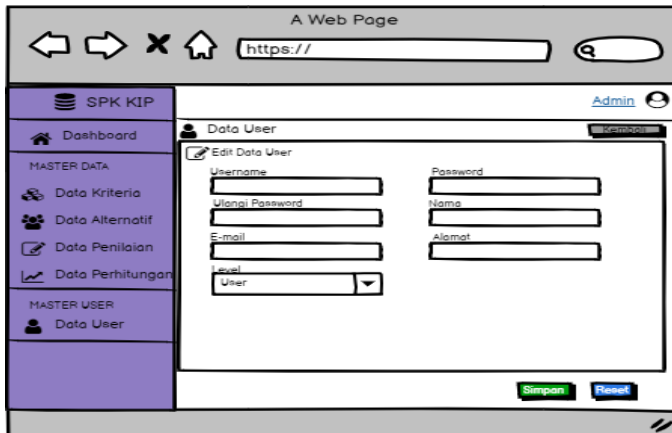 A Web Page
https://
SPK KIP
Admin
Dashboard
Data User
Kembali
MASTER DATA
Edit Data User
Username
Password
Data Kriteria
Ulangi Password
Nama
Data Alternatif
E-mail
Alamat
Data Penilaian
Level
Data Perhitungan
User
MASTER USER
Data User
Simpan
Reset